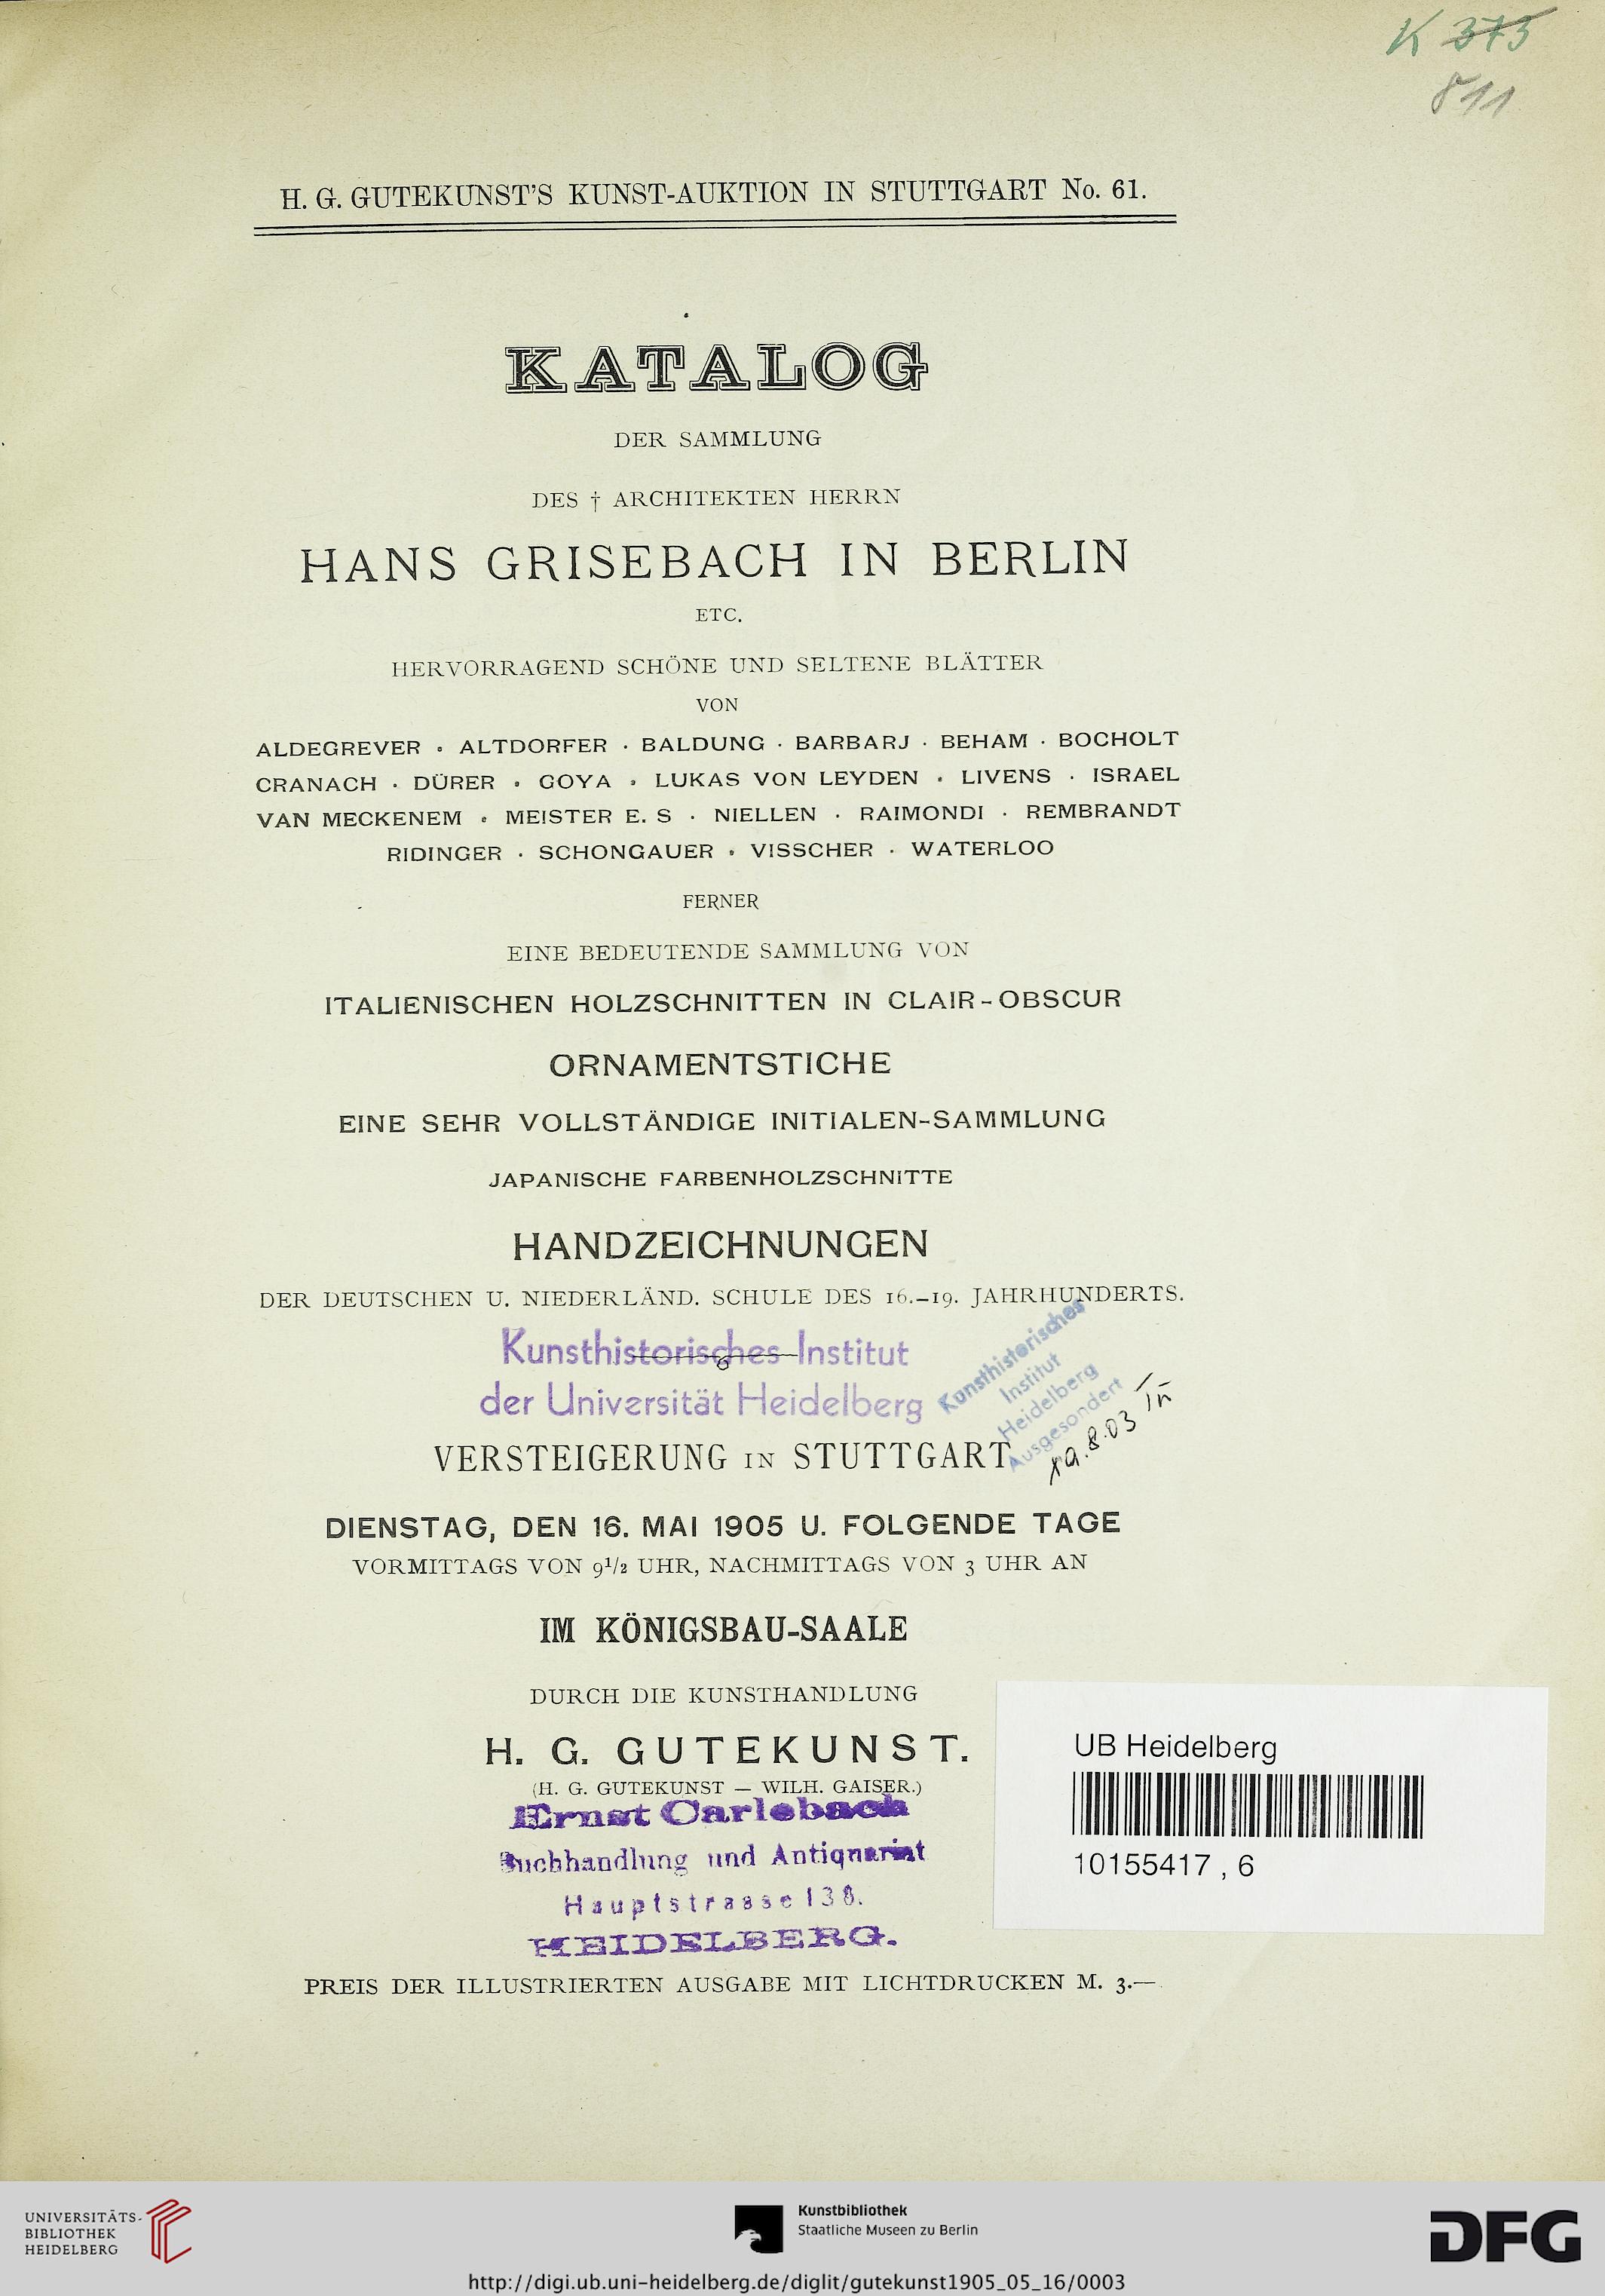 K 375
811
H. G. GUTEKUNST'S KUNST-AUKTION IN STUTTGART No. 61.
KATALOG
DER SAMMLUNG
DES † ARCHITEKTEN HERRN
HANS GRISEBACH IN BERLIN
ETC.
HERVORRAGEND SCHÖNE UND SELTENE BLÄTTER
VON
ALDEGREVER · ALTDORFER · BALDUNG · BARBARJ · BEHAM · BOCHOLT
CRANACH · DÜRER · GOYA · LUKAS VON LEYDEN · LIVENS · ISRAEL
VAN MECKENEM · MEISTER E. S · NIELLEN · RAIMONDI · REMBRANDT
RIDINGER · SCHONGAUER · VISSCHER · WATERLOO
FERNER
EINE BEDEUTENDE SAMMLUNG VON
ITALIENISCHEN HOLZSCHNITTEN IN CLAIR-OBSCUR
ORNAMENTSTICHE
EINE SEHR VOLLSTÄNDIGE INITIALEN-SAMMLUNG
JAPANISCHE FARBENHOLZSCHNITTE
HANDZEICHNUNGEN
DER DEUTSCHEN U. NIEDERLÄND. SCHULE DES 16.–19. JAHRHUNDERTS.
Kunsthistorisches Institut
der Universität Heidelberg
Kunsthistorisches
Institut
Heidelberg
Ausgesondert
8.03
VERSTEIGERUNG IN STUTTGART
DIENSTAG, DEN 16. MAI 1905 U. FOLGENDE TAGE
VORMITTAGS VON 9½ UHR, NACHMITTAGS VON 3 UHR AN
IM KÖNIGSBAU-SAALE
DURCH DIE KUNSTHANDLUNG
H. G. GUTEKUNST.
(H. G. GUTEKUNST — WILH. GAISER.)
Ernst Carlebach
Buchhandlung und Antiquariat
Hauptstrasse 138.
HEIDELBERG.
UB Heidelberg
10155417 , 6
PREIS DER ILLUSTRIERTEN AUSGABE MIT LICHTDRUCKEN M. 3.—
UNIVERSITÄTS-
BIBLIOTHEK
HEIDELBERG
Kunstbibliothek
Staatliche Museen zu Berlin
DFG
http://digi.ub.uni-heidelberg.de/diglit/gutekunst1905_05_16/0003